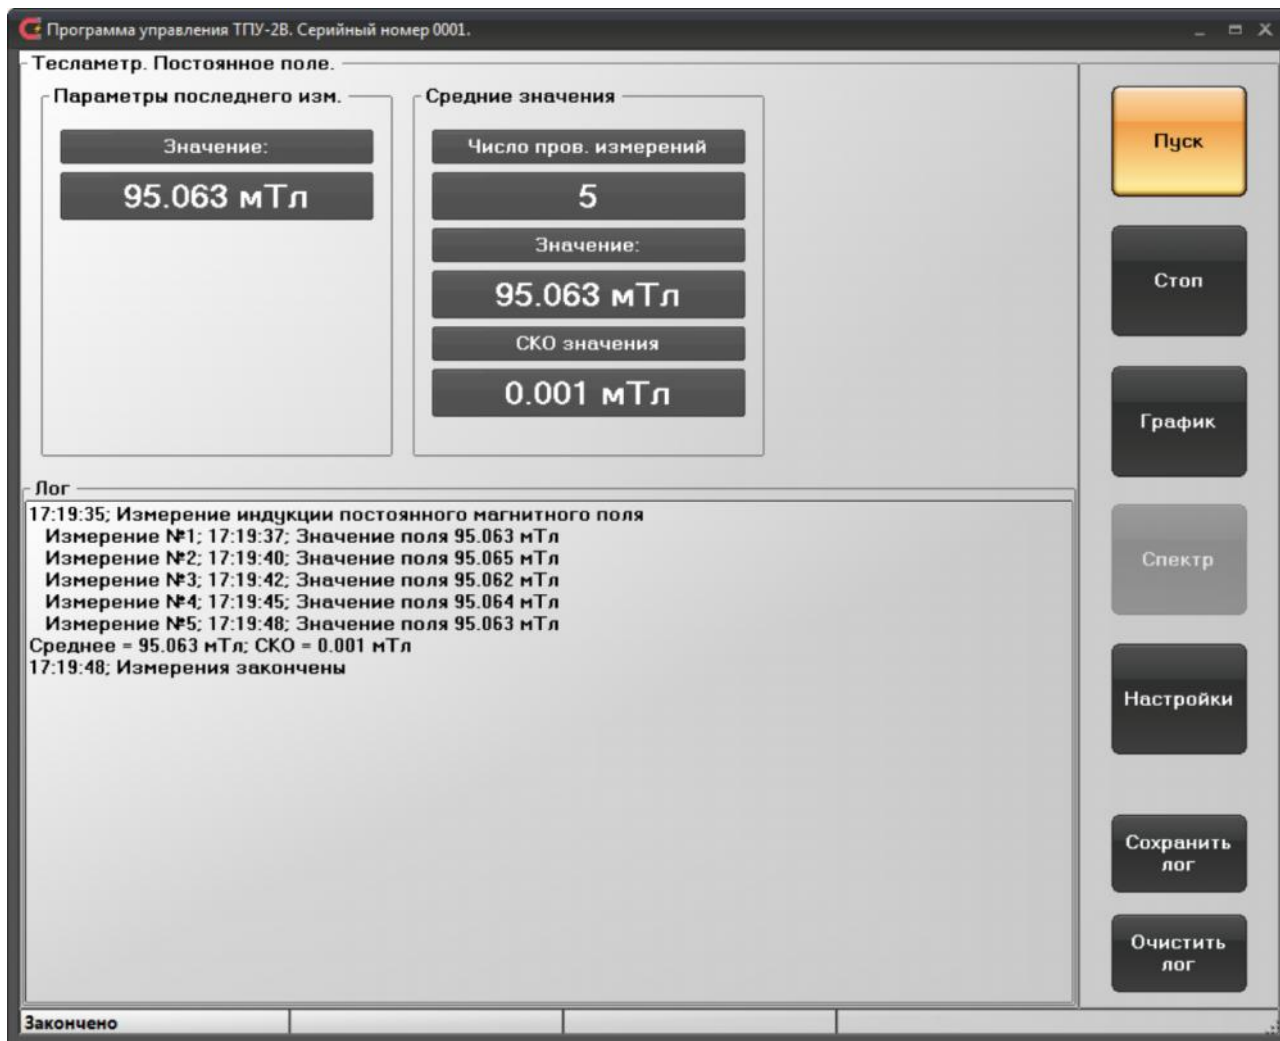 Программа управления ТПУ-2В. Серийный номер 0001.
Тесламетр. Постоянное поле.
Параметры последнего изм.
Значение:
95.063 мТл
Средние значения
Число пров. измерений
5
Значение:
95.063 мТл
СКО значения
0.001 мТл
Лог
17:19:35; Измерение индукции постоянного магнитного поля
Измерение №1; 17:19:37; Значение поля 95.063 мТл
Измерение №2; 17:19:40; Значение поля 95.065 мТл
Измерение №3; 17:19:42; Значение поля 95.062 мТл
Измерение №4; 17:19:45; Значение поля 95.064 мТл
Измерение №5; 17:19:48; Значение поля 95.063 мТл
Среднее = 95.063 мТл; СКО = 0.001 мТл
17:19:48; Измерения закончены
Пуск
Стоп
График
Спектр
Настройки
Сохранить
лог
Очистить
лог
Закончено